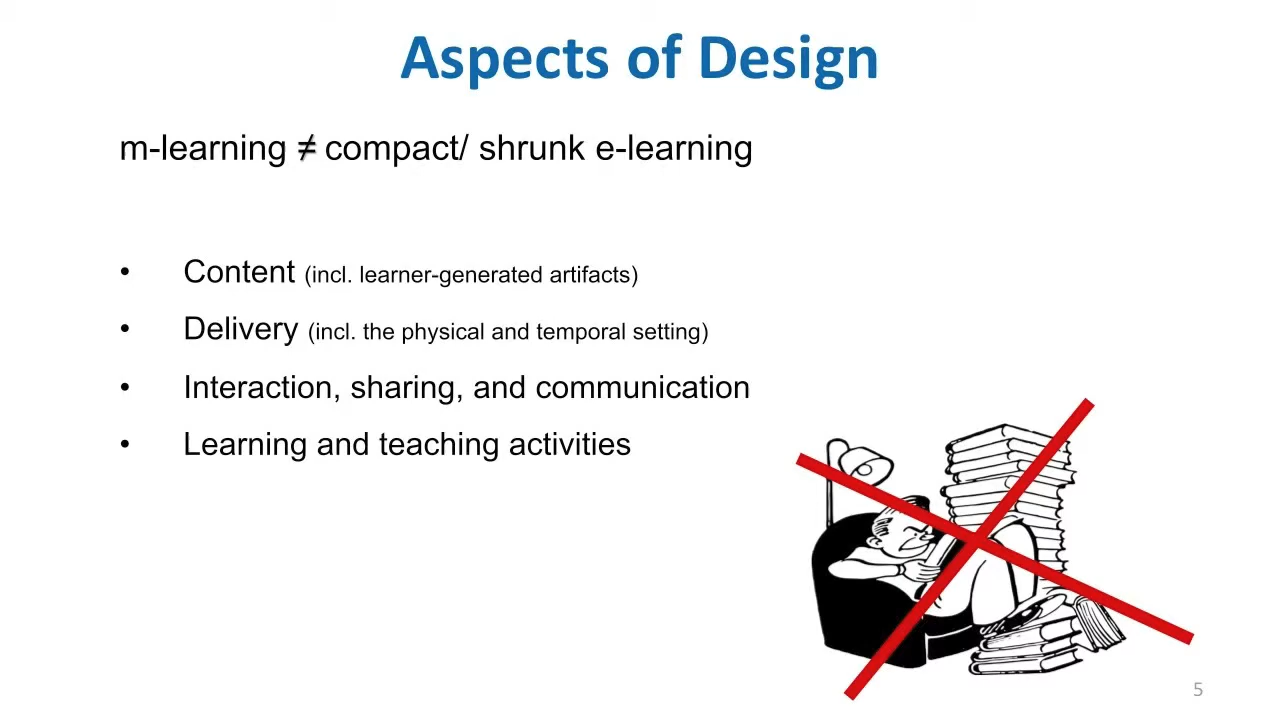 Aspects of Design
m-learning ≠ compact/ shrunk e-learning
• Content (incl. learner-generated artifacts)
• Delivery (incl. the physical and temporal setting)
• Interaction, sharing, and communication
• Learning and teaching activities
5